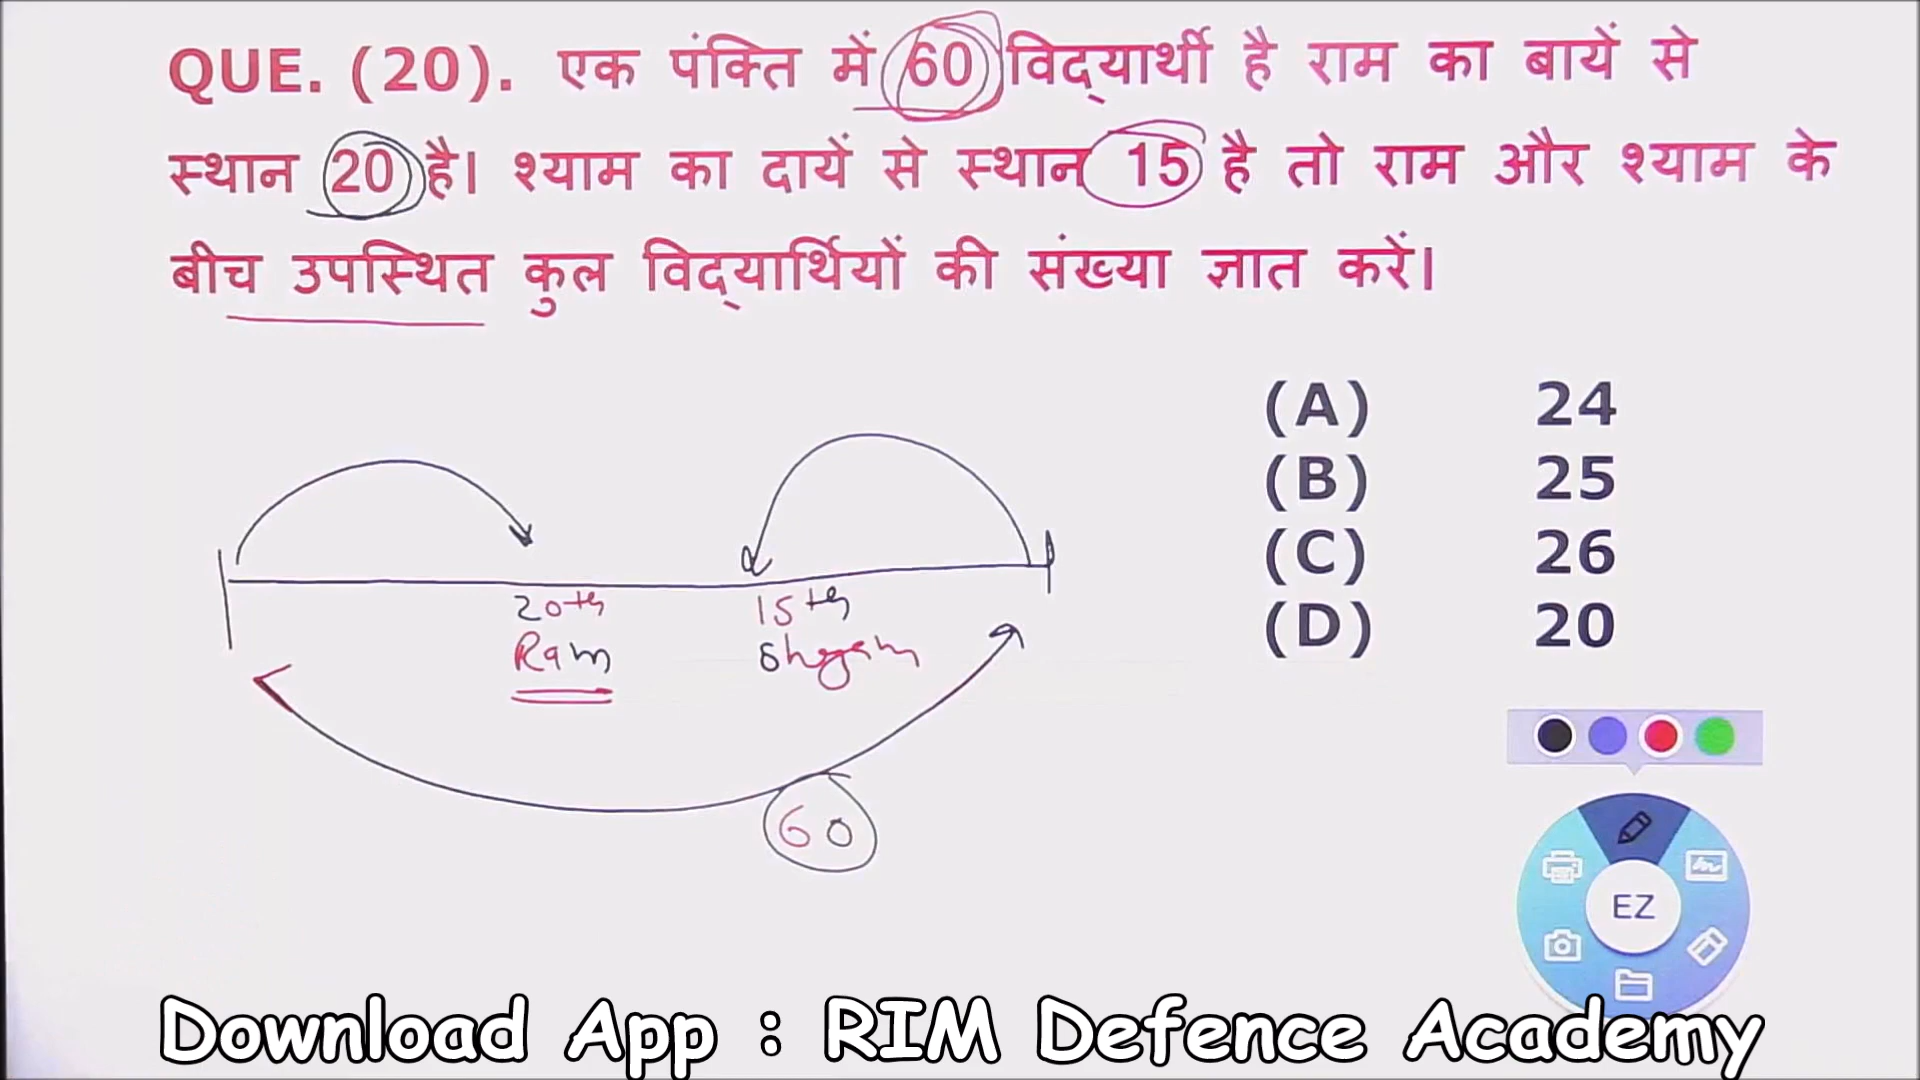 QUE. (20). एक पंक्ति में 60 विद्यार्थी है राम का बायें से
स्थान 20 है। श्याम का दायें से स्थान 15 है तो राम और श्याम के
बीच उपस्थित कुल विद्यार्थियों की संख्या ज्ञात करें।
(A) 24
(B) 25
(C) 26
(D) 20
20th 15th
Ram Shyam
60
EZ
Download App : RIM Defence Academy